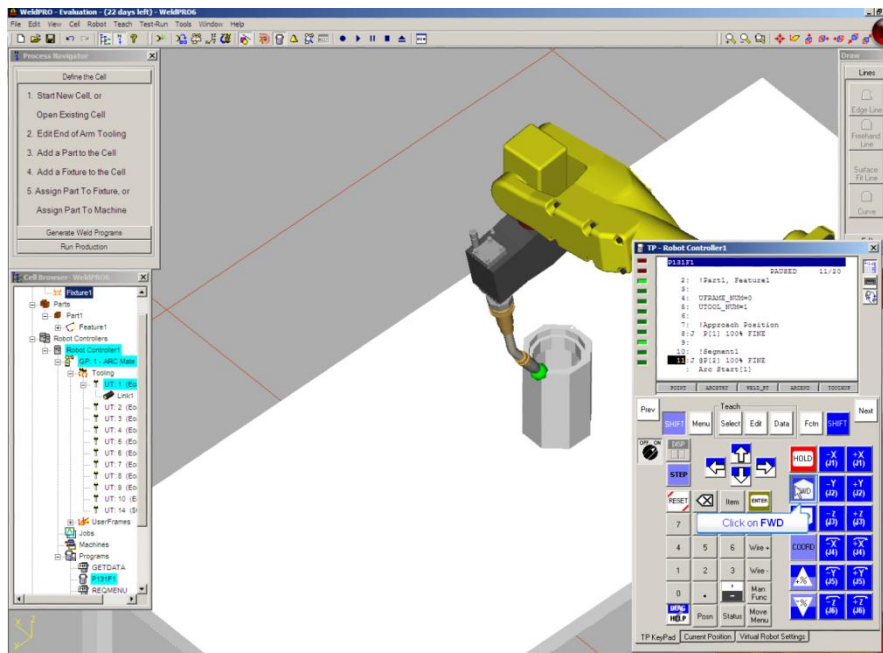 WeldPRO - Evaluation - (22 days left) - WeldPRO6
File Edit View Cell Robot Teach Test-Run Tools Window Help
Process Navigator
Define the Cell
1. Start New Cell, or
Open Existing Cell
2. Edit End of Arm Tooling
3. Add a Part to the Cell
4. Add a Fixture to the Cell
5. Assign Part To Fixture, or
Assign Part To Machine
Generate Weld Programs
Run Production
Cell Browser - WeldPRO6
Fixture1
Parts
Part1
Feature1
Robot Controllers
Robot Controller1
GP: 1 - ARC Mate
Tooling
UT: 1 (Eo
Link1
UT: 2 (Eo
UT: 3 (Eo
UT: 4 (Eo
UT: 5 (Eo
UT: 6 (Eo
UT: 7 (Eo
UT: 8 (Eo
UT: 9 (Eo
UT: 10 (E
UT: 14 (S
UserFrames
Jobs
Machines
Programs
GETDATA
P131F1
REQMENU
Draw
Lines
Edge Line
Freehand
Line
Surface
Fit Line
Curve
TP - Robot Controller1
P131F1
PAUSED 11/20
2: !Part1, Feature1
3:
4: UFRAME_NUM=0
5: UTOOL_NUM=1
6:
7: !Approach Position
8:J P[1] 100% FINE
9:
10: !Segment1
11:J @P[2] 100% FINE
: Arc Start[1]
POINT ARCSTRT WELD_PT ARCEND TOUCHUP
Teach
Prev SHIFT Menu Select Edit Data Fctn SHIFT Next
OFF ON DISP
STEP
HOLD -X (J1) +X (J1)
RESET Item ENTER FWD -Y (J2) +Y (J2)
7 Click on FWD -Z (J3) +Z (J3)
4 5 6 Wire + COORD -X (J4) +X (J4)
1 2 3 Wire - +% -Y (J5) +Y (J5)
0 . , - Man Func
DIAG HELP Posn Status Move Menu -% -Z (J6) +Z (J6)
TP KeyPad Current Position Virtual Robot Settings